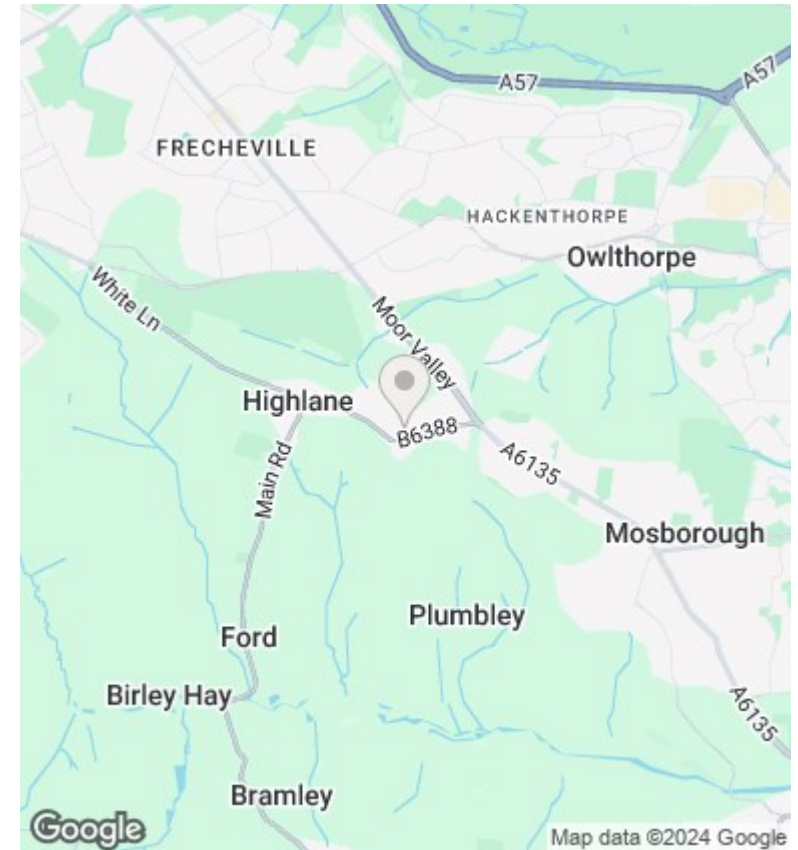 A57
A57
FRECHEVILLE
HACKENTHORPE
Owlthorpe
White Ln
Moor Valley
Highlane
B6388
A6135
Main Rd
Mosborough
Plumbley
Ford
Birley Hay
A6135
Bramley
Google
Map data ©2024 Google